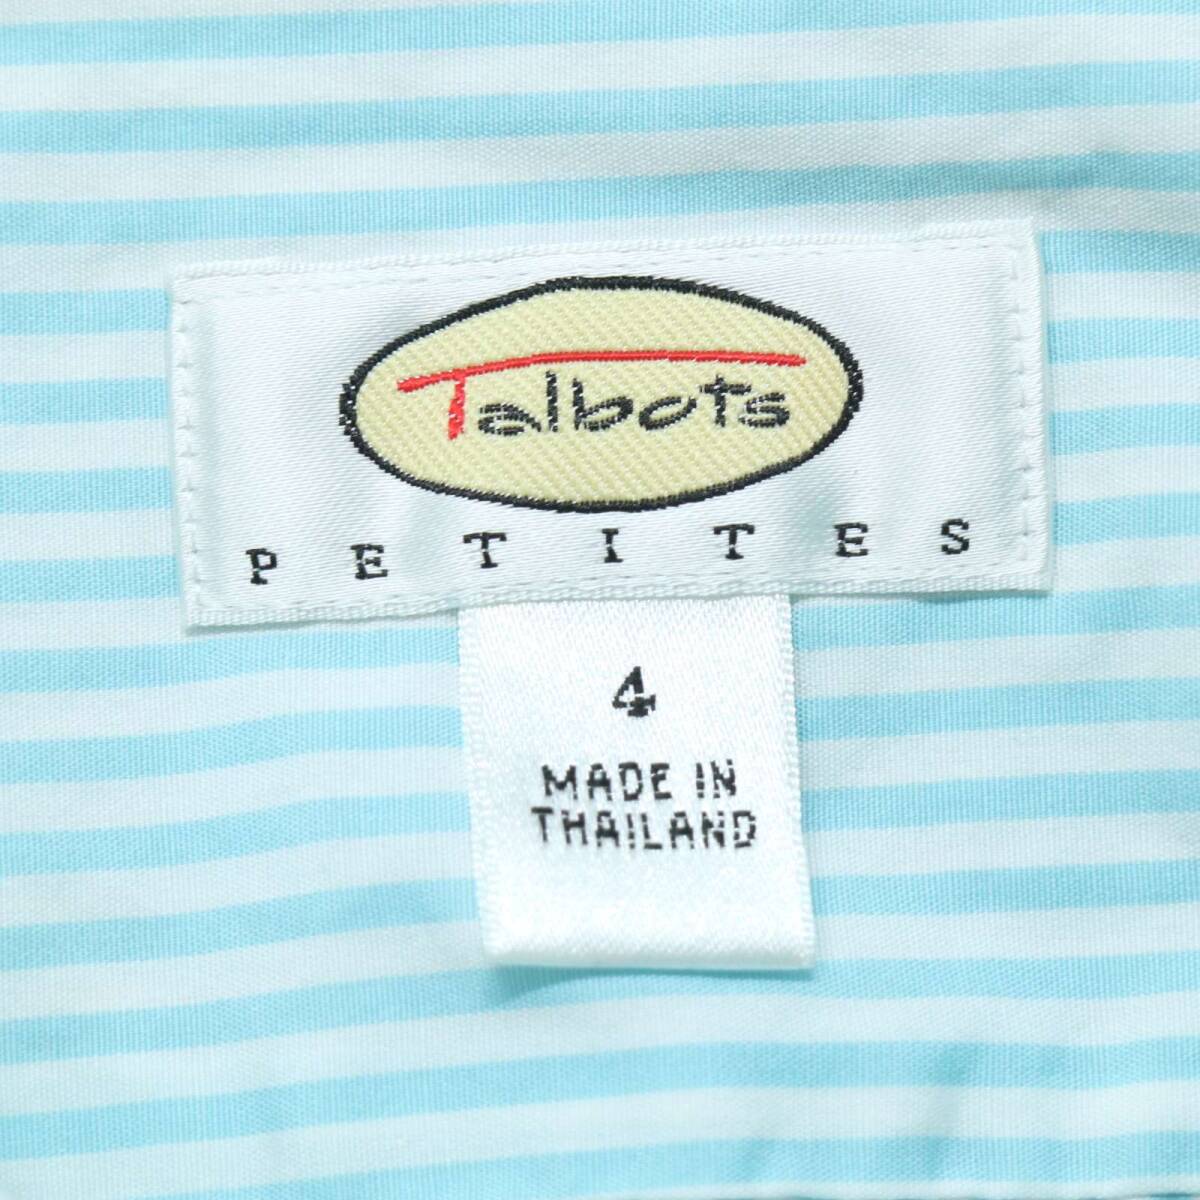 Talbots
PETITES
4
MADE IN
THAILAND